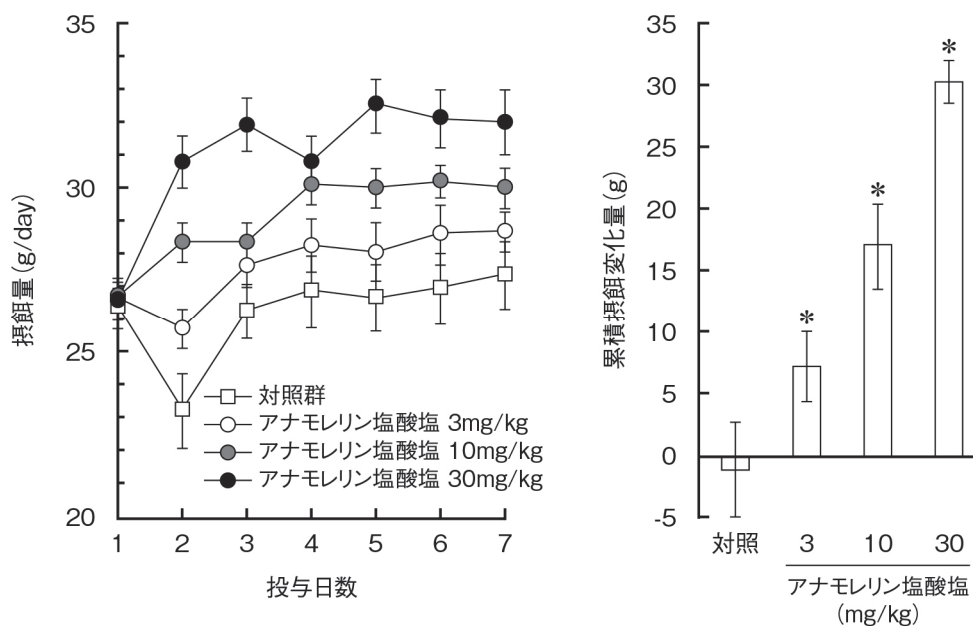 35
30
25
20
摂餌量(g/day)
1 2 3 4 5 6 7
投与日数
対照群
アナモレリン塩酸塩 3mg/kg
アナモレリン塩酸塩 10mg/kg
アナモレリン塩酸塩 30mg/kg
35
30
25
20
15
10
5
0
-5
累積摂餌変化量(g)
*
*
*
対照 3 10 30
アナモレリン塩酸塩
(mg/kg)